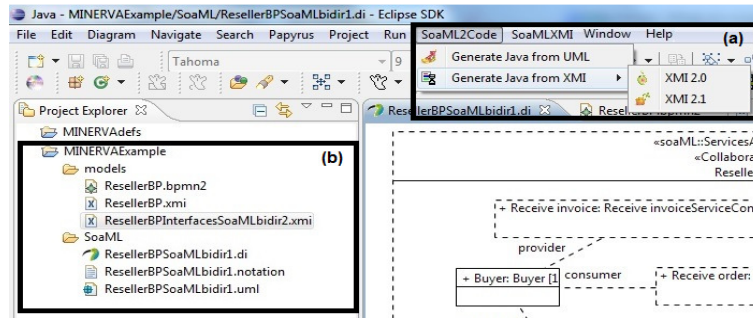 Java - MINERVAExample/SoaML/ResellerBPSoaMLbidir1.di - Eclipse SDK
File Edit Diagram Navigate Search Papyrus Project Run SoaML2Code SoaMLXMI Window Help (a)
Tahoma 9
Generate Java from UML
Generate Java from XMI
XMI 2.0
XMI 2.1
Project Explorer
ResellerBPSoaMLbidir1.di
MINERVAdefs
MINERVAExample
(b)
models
ResellerBP.bpmn2
ResellerBP.xmi
ResellerBPInterfacesSoaMLbidir2.xmi
SoaML
ResellerBPSoaMLbidir1.di
ResellerBPSoaMLbidir1.notation
ResellerBPSoaMLbidir1.uml
«soaML::ServicesA
«Collabora
Reselle
+ Receive invoice: Receive invoiceServiceCon
provider
+ Buyer: Buyer [1
consumer
+ Receive order: